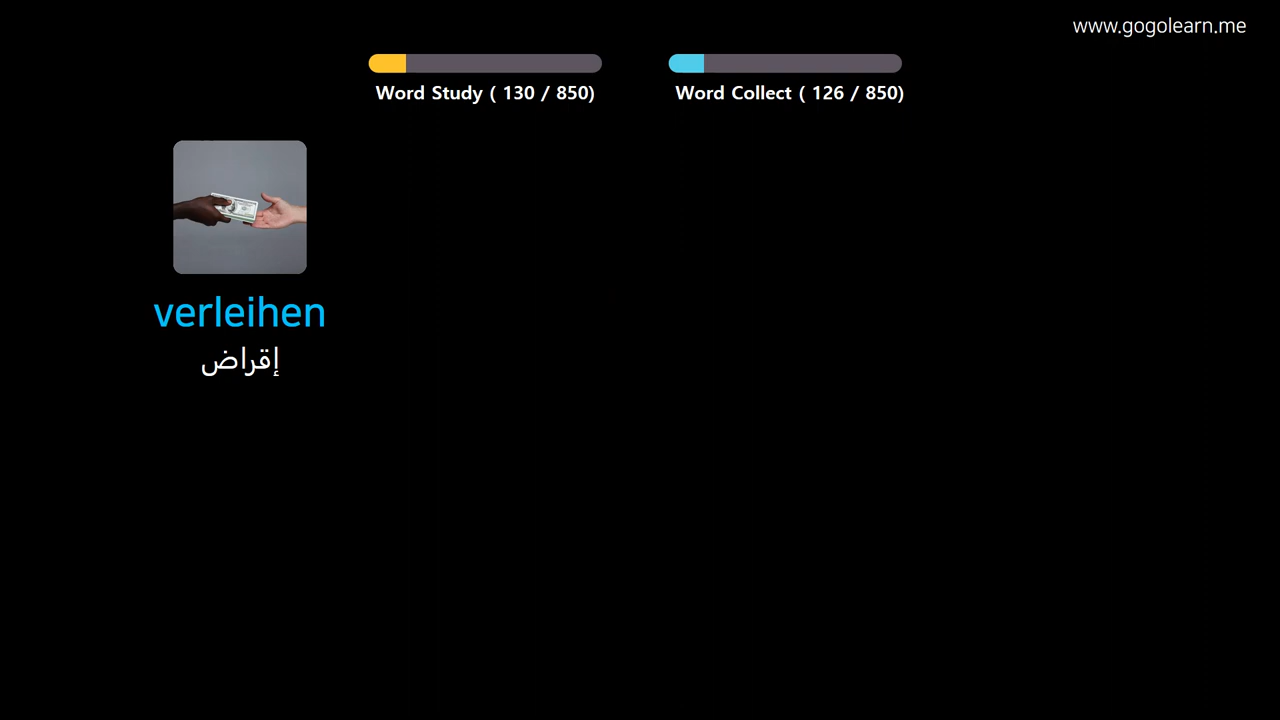 www.gogolearn.me
Word Study ( 130 / 850)
Word Collect ( 126 / 850)
verleihen
إقراض